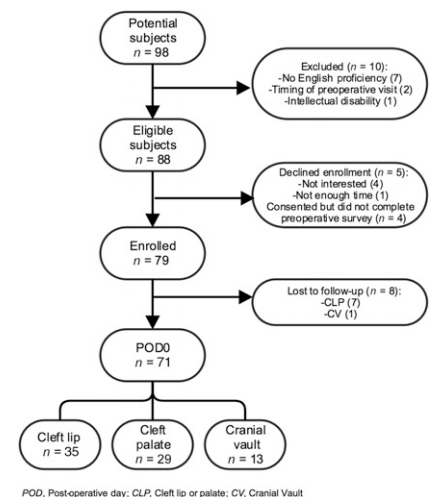 Potential
subjects
n = 98
Excluded (n = 10):
-No English proficiency (7)
-Timing of preoperative visit (2)
-Intellectual disability (1)
Eligible
subjects
n = 88
Declined enrollment (n = 5):
-Not interested (4)
-Not enough time (1)
Consented but did not complete
preoperative survey (n = 4)
Enrolled
n = 79
Lost to follow-up (n = 8):
-CLP (7)
-CV (1)
POD0
n = 71
Cleft lip
n = 35
Cleft
palate
n = 29
Cranial
vault
n = 13
POD, Post-operative day; CLP, Cleft lip or palate; CV, Cranial Vault